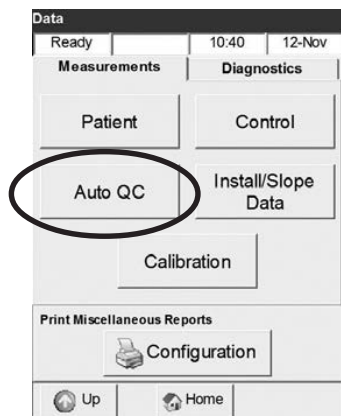 Data
Ready 10:40 12-Nov
Measurements Diagnostics
Patient Control
Auto QC Install/Slope
Data
Calibration
Print Miscellaneous Reports
Configuration
Up Home